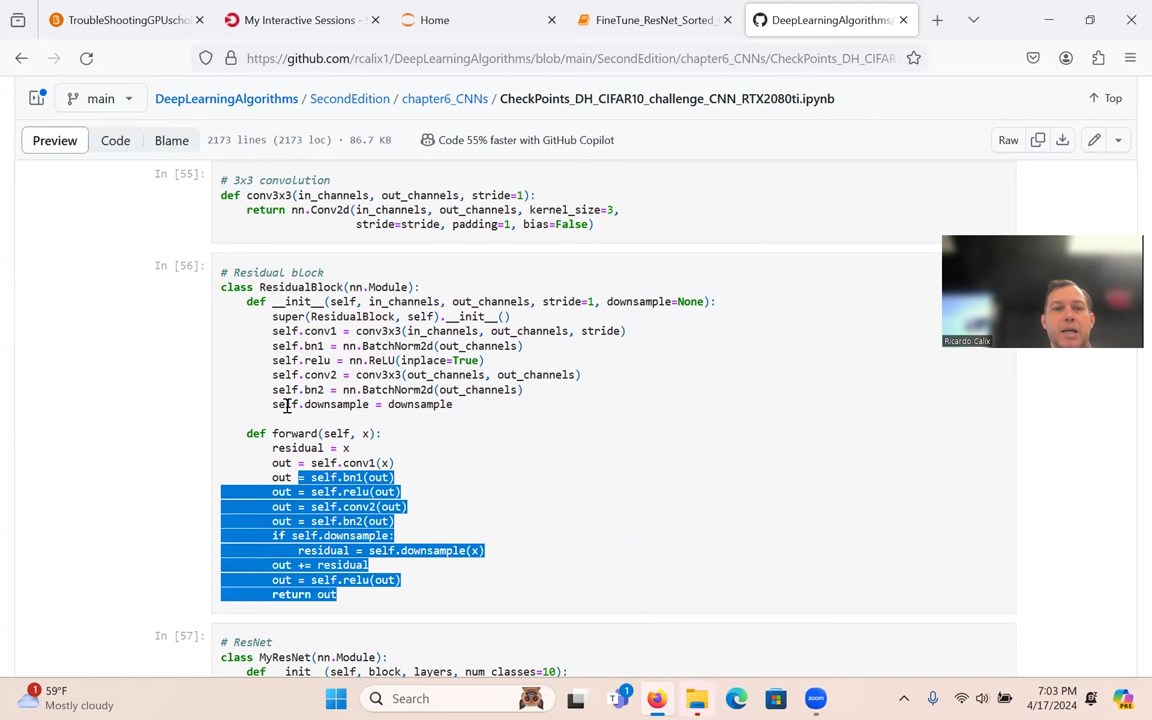 TroubleShootingGPUschol
My Interactive Sessions -
Home
FineTune_ResNet_Sorted_
DeepLearningAlgorithms/
https://github.com/rcalix1/DeepLearningAlgorithms/blob/main/SecondEdition/chapter6_CNNs/CheckPoints_DH_CIFAR
main
DeepLearningAlgorithms / SecondEdition / chapter6_CNNs / CheckPoints_DH_CIFAR10_challenge_CNN_RTX2080ti.ipynb
Top
Preview
Code
Blame
2173 lines (2173 loc) · 86.7 KB
Code 55% faster with GitHub Copilot
Raw
In [55]:
# 3x3 convolution
def conv3x3(in_channels, out_channels, stride=1):
return nn.Conv2d(in_channels, out_channels, kernel_size=3,
stride=stride, padding=1, bias=False)
In [56]:
# Residual block
class ResidualBlock(nn.Module):
def __init__(self, in_channels, out_channels, stride=1, downsample=None):
super(ResidualBlock, self).__init__()
self.conv1 = conv3x3(in_channels, out_channels, stride)
self.bn1 = nn.BatchNorm2d(out_channels)
self.relu = nn.ReLU(inplace=True)
self.conv2 = conv3x3(out_channels, out_channels)
self.bn2 = nn.BatchNorm2d(out_channels)
self.downsample = downsample
def forward(self, x):
residual = x
out = self.conv1(x)
out = self.bn1(out)
out = self.relu(out)
out = self.conv2(out)
out = self.bn2(out)
if self.downsample:
residual = self.downsample(x)
out += residual
out = self.relu(out)
return out
Ricardo Calix
In [57]:
# ResNet
class MyResNet(nn.Module):
def __init__(self, block, layers, num_classes=10):
1
59°F
Mostly cloudy
Search
1
zoom
7:03 PM
4/17/2024
PRE